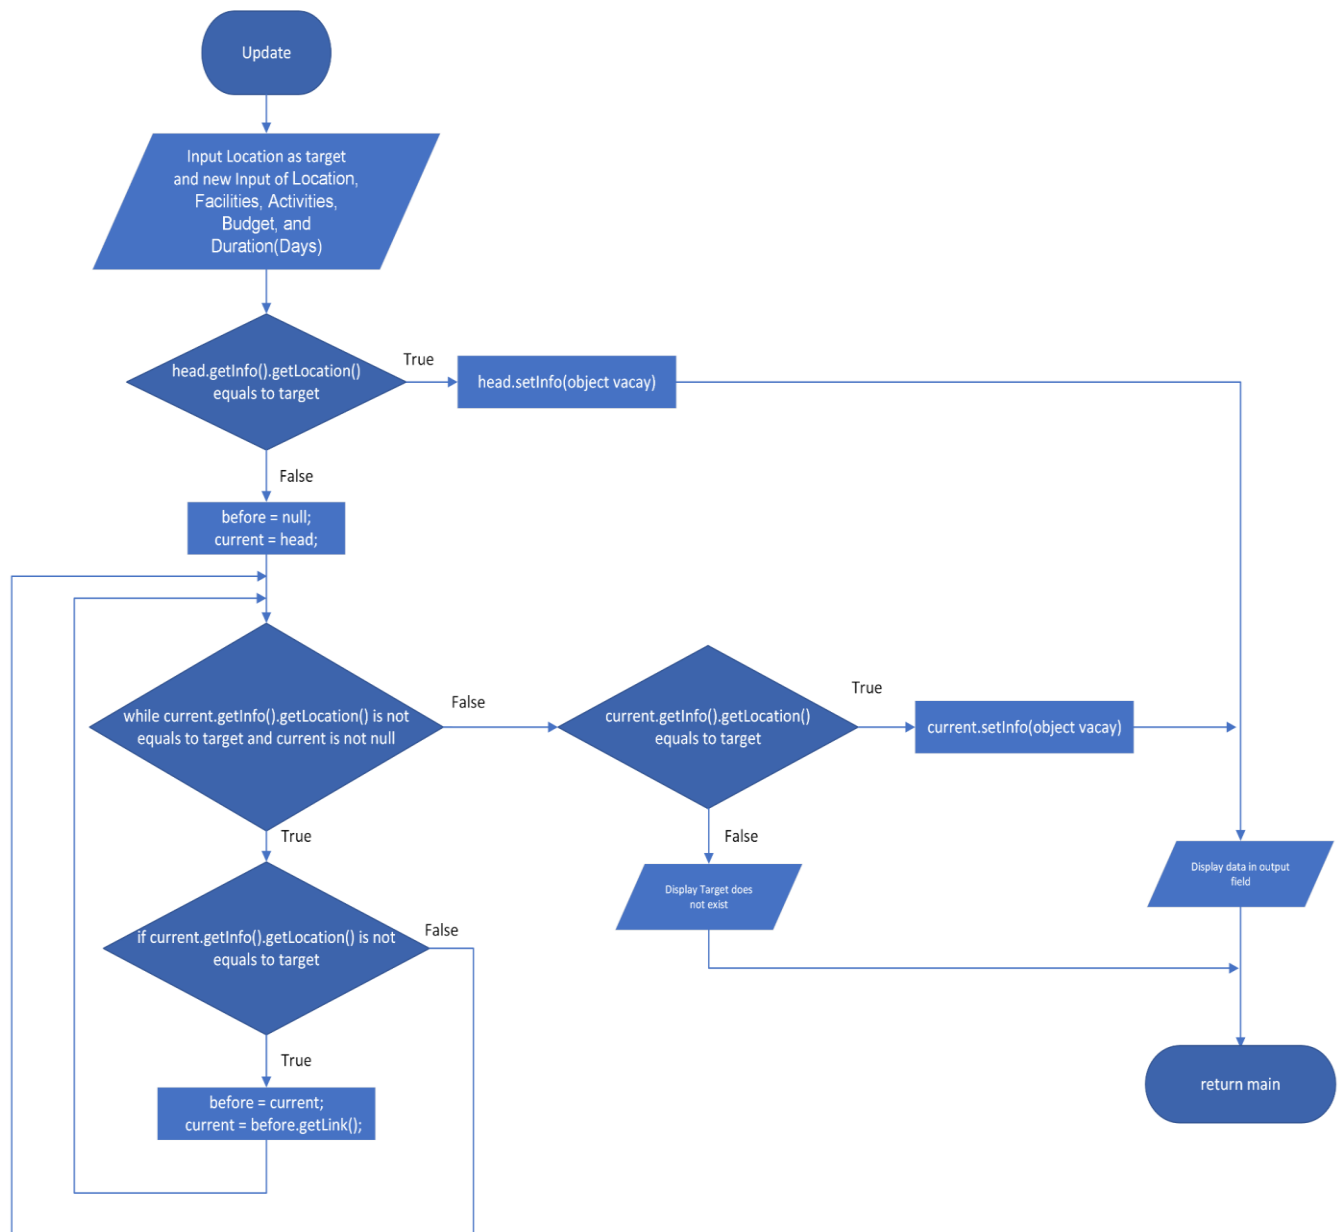 Update
Input Location as target
and new Input of Location,
Facilities, Activities,
Budget, and
Duration(Days)
head.getInfo().getLocation()
equals to target
True
head.setInfo(object vacay)
False
before = null;
current = head;
while current.getInfo().getLocation() is not
equals to target and current is not null
False
current.getInfo().getLocation()
equals to target
True
current.setInfo(object vacay)
True
False
Display Target does
not exist
Display data in output
field
if current.getInfo().getLocation() is not
equals to target
False
True
before = current;
current = before.getLink();
return main